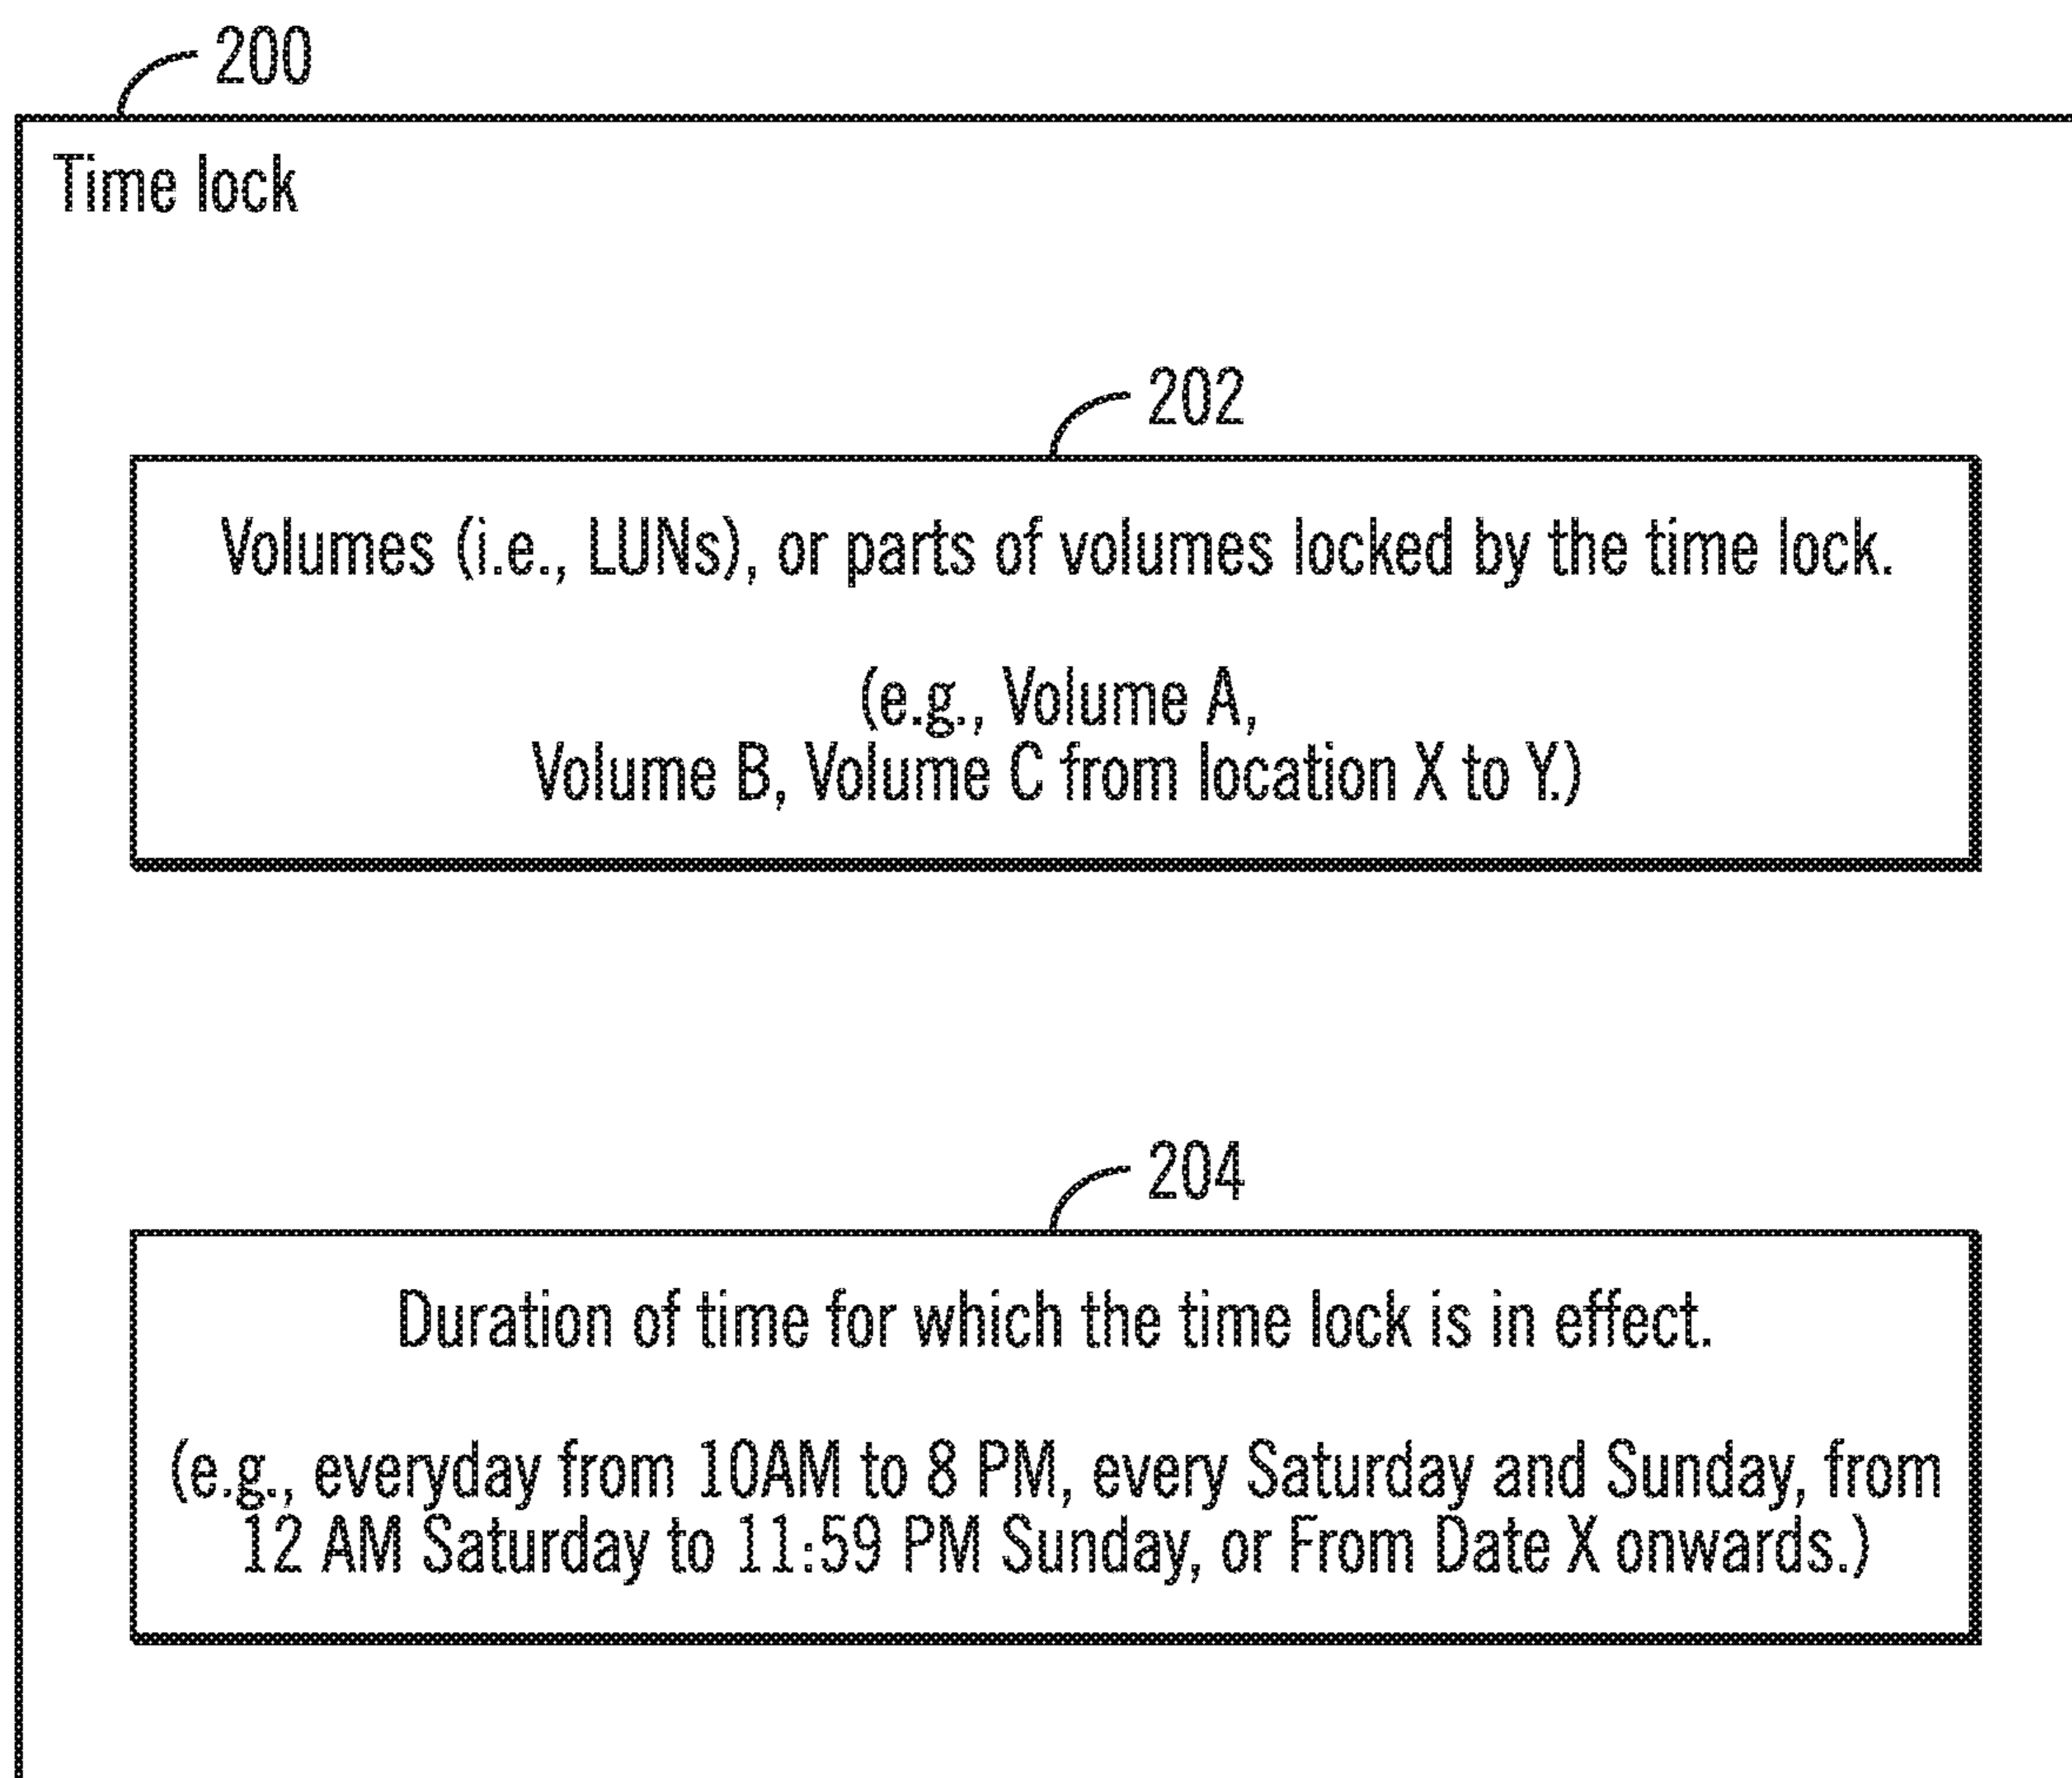 200
Time lock
202
Volumes (i.e., LUNs), or parts of volumes locked by the time lock.
(e.g., Volume A,
Volume B, Volume C from location X to Y.)
204
Duration of time for which the time lock is in effect.
(e.g., everyday from 10AM to 8 PM, every Saturday and Sunday, from
12 AM Saturday to 11:59 PM Sunday, or From Date X onwards.)